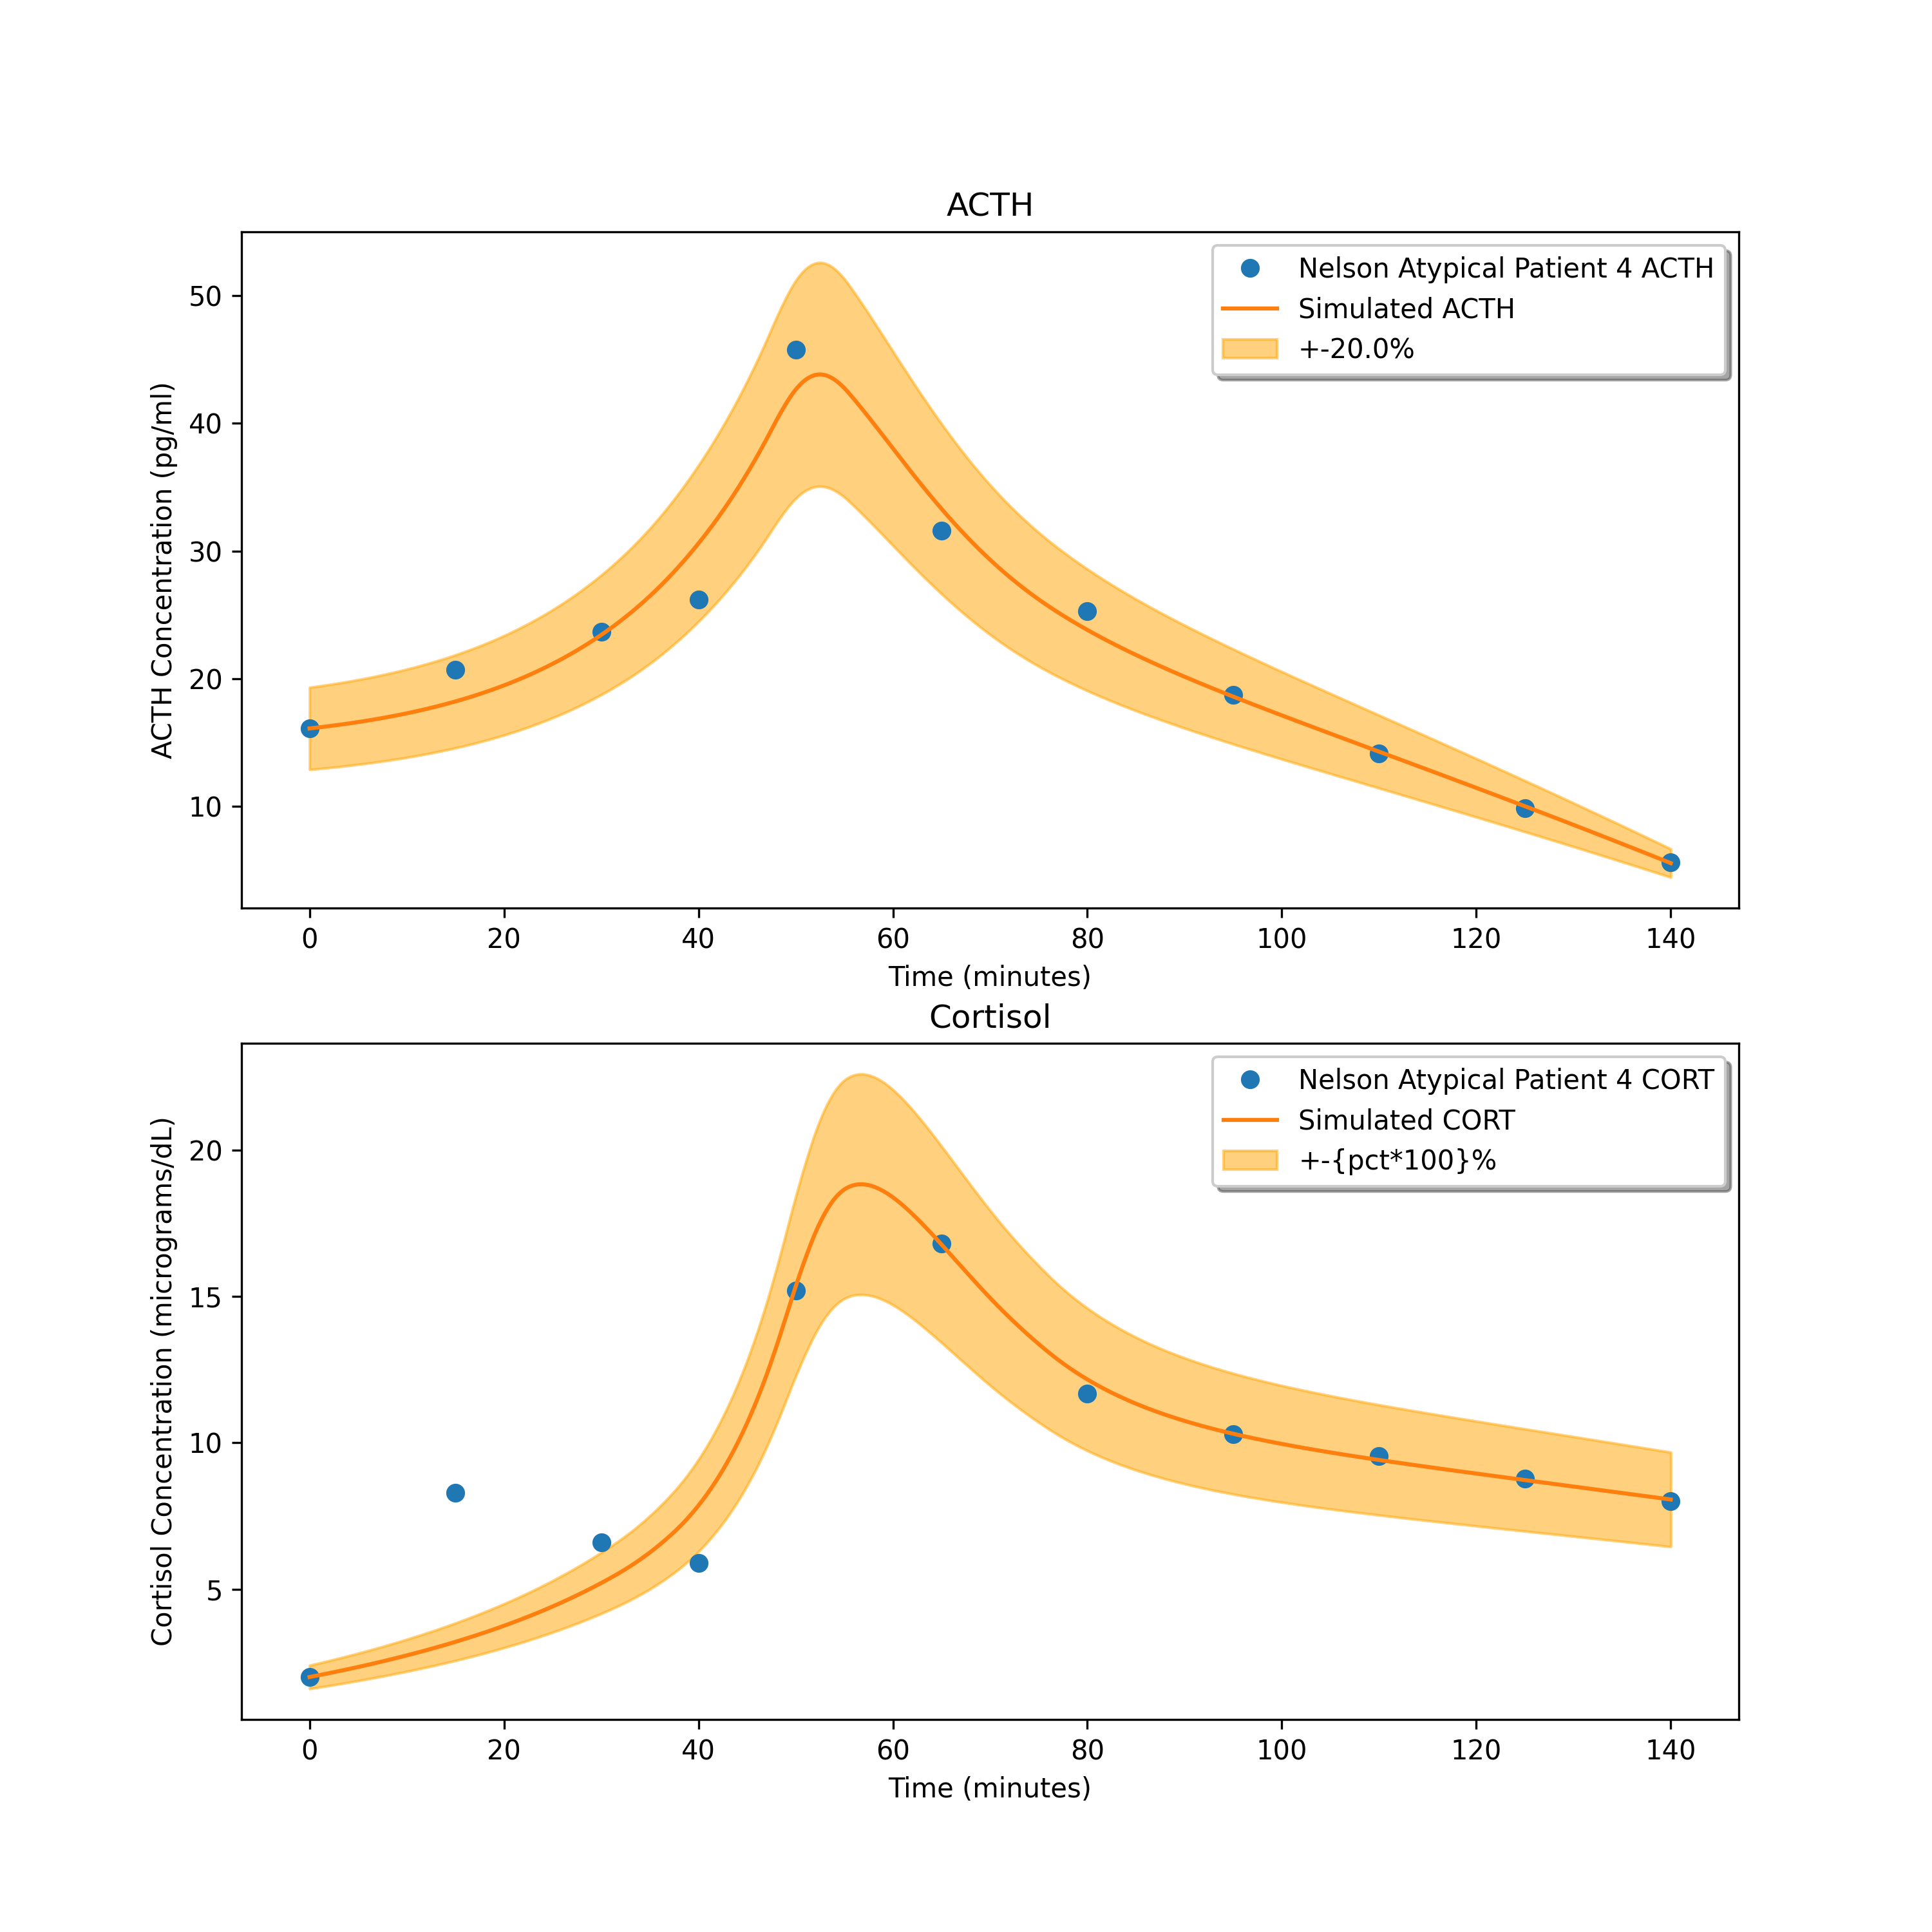 ACTH
50
40
30
20
10
ACTH Concentration (pg/ml)
Nelson Atypical Patient 4 ACTH
Simulated ACTH
+-20.0%
0 20 40 60 80 100 120 140
Time (minutes)
Cortisol
20
15
10
5
Cortisol Concentration (micrograms/dL)
Nelson Atypical Patient 4 CORT
Simulated CORT
+-{pct*100}%
0 20 40 60 80 100 120 140
Time (minutes)